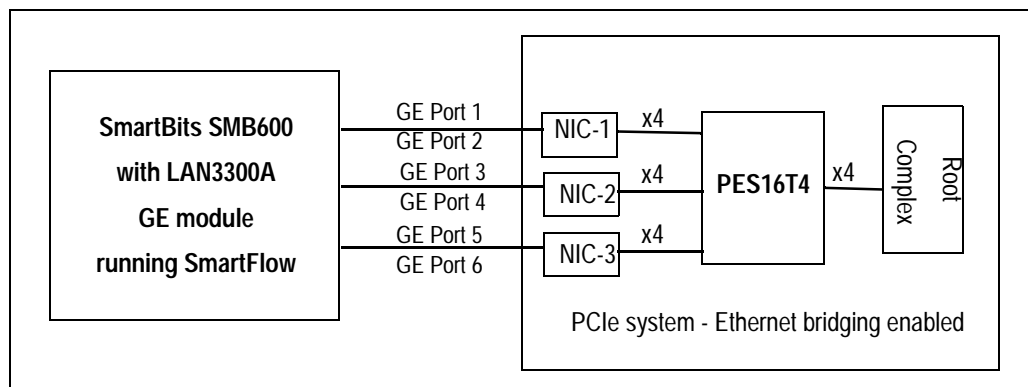 SmartBits SMB600
with LAN3300A
GE module
running SmartFlow
GE Port 1
GE Port 2
GE Port 3
GE Port 4
GE Port 5
GE Port 6
NIC-1
NIC-2
NIC-3
x4
x4
x4
PES16T4
x4
Root
Complex
PCIe system - Ethernet bridging enabled